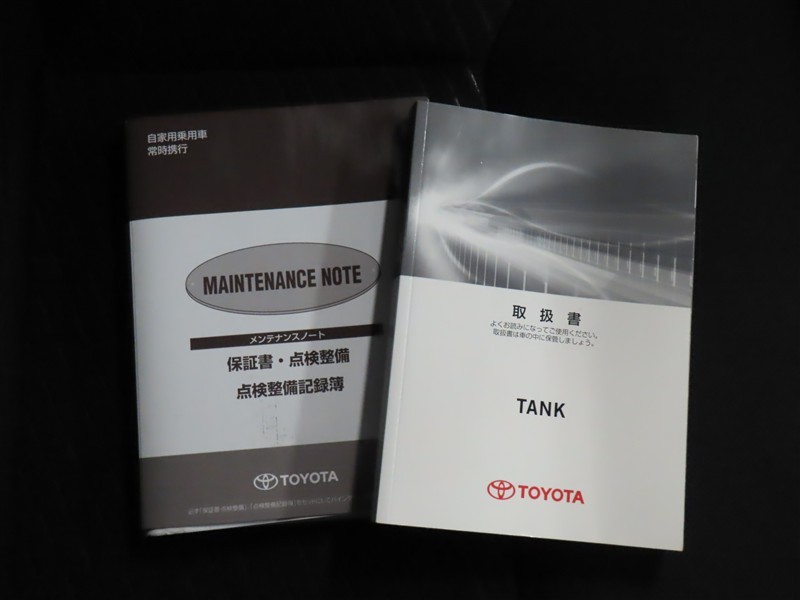 自家用乗用車
常時携行
MAINTENANCE NOTE
メンテナンスノート
保証書・点検整備
点検整備記録簿
TOYOTA
取扱書
よくお読みになってご使用ください。
取扱書は車の中に保管しましょう。
TANK
TOYOTA